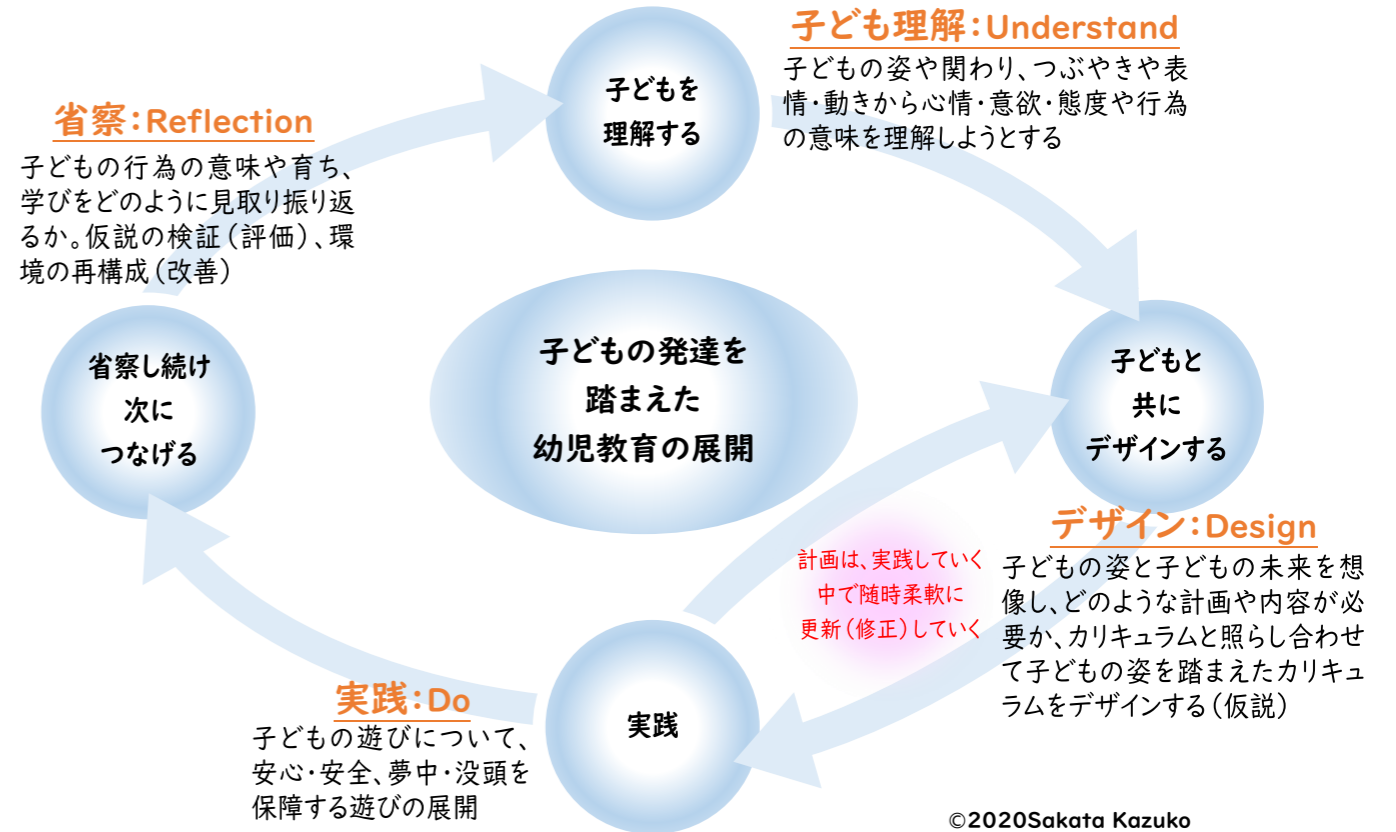 子ども理解:Understand
子どもの姿や関わり、つぶやきや表
情・動きから心情・意欲・態度や行為
の意味を理解しようとする
子どもを
理解する
省察:Reflection
子どもの行為の意味や育ち、
学びをどのように見取り振り返
るか。仮説の検証(評価)、環
境の再構成(改善)
省察し続け
次に
つなげる
子どもの発達を
踏まえた
幼児教育の展開
子どもと
共に
デザインする
デザイン:Design
子どもの姿と子どもの未来を想
像し、どのような計画や内容が必
要か、カリキュラムと照らし合わせ
て子どもの姿を踏まえたカリキュ
ラムをデザインする(仮説)
計画は、実践していく
中で随時柔軟に
更新(修正)していく
実践
実践:Do
子どもの遊びについて、
安心・安全、夢中・没頭を
保障する遊びの展開
©2020Sakata Kazuko